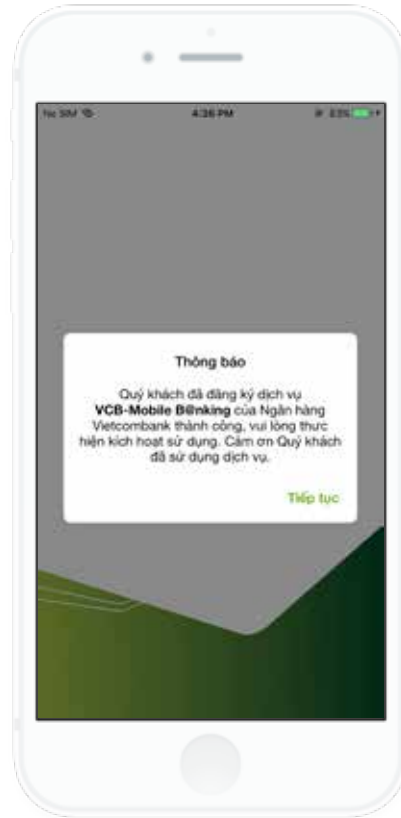 No SIM 4:36 PM 83%
Thông báo
Quý khách đã đăng ký dịch vụ
VCB-Mobile B@nking của Ngân hàng
Vietcombank thành công, vui lòng thực
hiện kích hoạt sử dụng. Cảm ơn Quý khách
đã sử dụng dịch vụ.
Tiếp tục